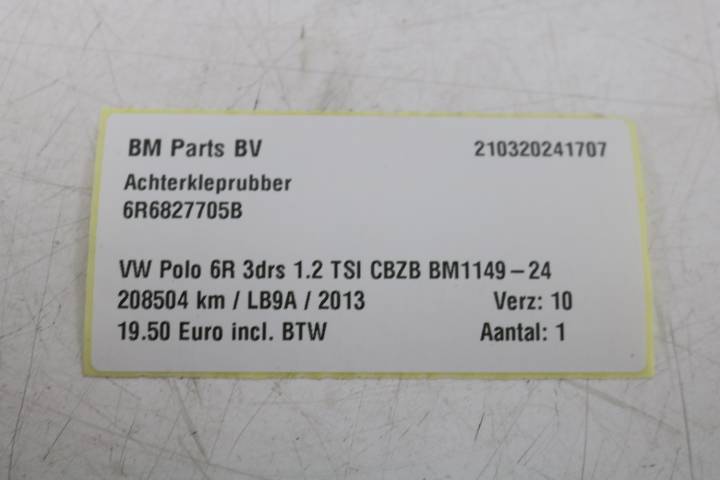 BM Parts BV 210320241707
Achterkleprubber
6R6827705B
VW Polo 6R 3drs 1.2 TSI CBZB BM1149-24
208504 km / LB9A / 2013 Verz: 10
19.50 Euro incl. BTW Aantal: 1